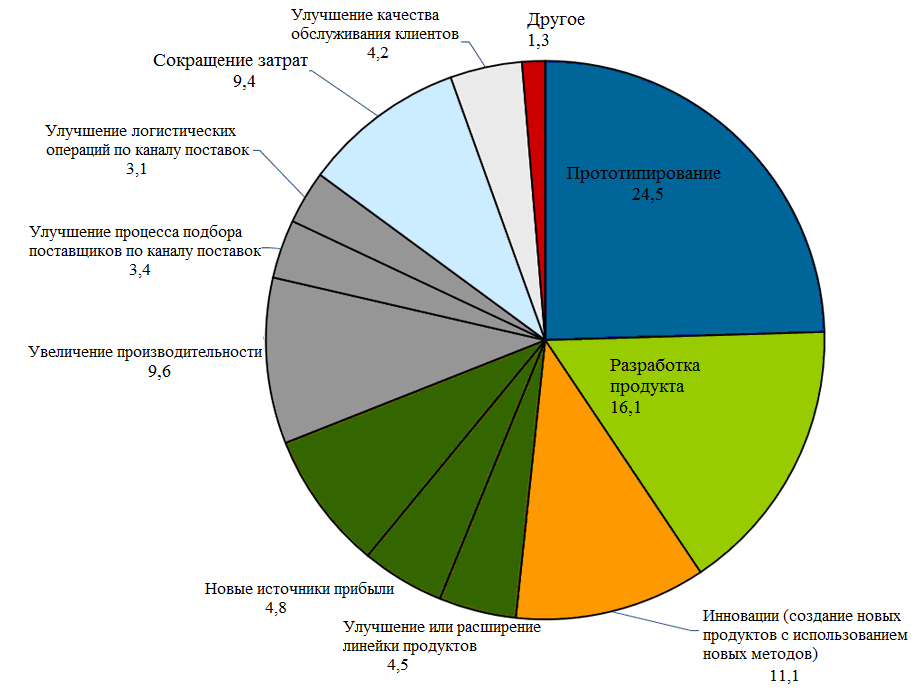 Улучшение качества
обслуживания клиентов
4,2
Другое
1,3
Сокращение затрат
9,4
Улучшение логистических
операций по каналу поставок
3,1
Прототипирование
24,5
Улучшение процесса подбора
поставщиков по каналу поставок
3,4
Увеличение производительности
9,6
Разработка
продукта
16,1
Новые источники прибыли
4,8
Улучшение или расширение
линейки продуктов
4,5
Инновации (создание новых
продуктов с использованием
новых методов)
11,1